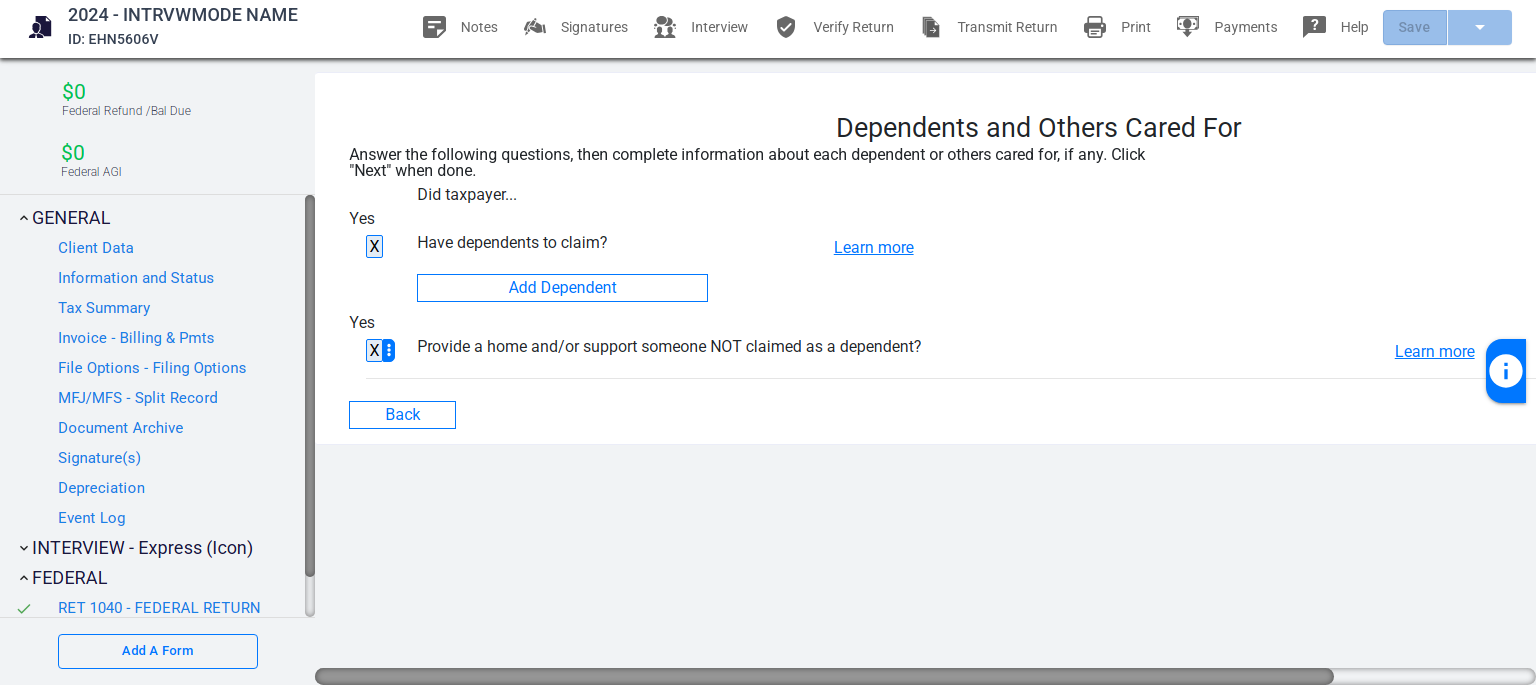 2024 - INTRVWMODE NAME
ID: EHN5606V
Notes
Signatures
Interview
Verify Return
Transmit Return
Print
Payments
Help
Save
$0
Federal Refund /Bal Due
$0
Federal AGI
GENERAL
Client Data
Information and Status
Tax Summary
Invoice - Billing & Pmts
File Options - Filing Options
MFJ/MFS - Split Record
Document Archive
Signature(s)
Depreciation
Event Log
INTERVIEW - Express (Icon)
FEDERAL
RET 1040 - FEDERAL RETURN
Add A Form
Dependents and Others Cared For
Answer the following questions, then complete information about each dependent or others cared for, if any. Click
"Next" when done.
Did taxpayer...
Yes
X Have dependents to claim? Learn more
Add Dependent
Yes
X Provide a home and/or support someone NOT claimed as a dependent? Learn more
Back